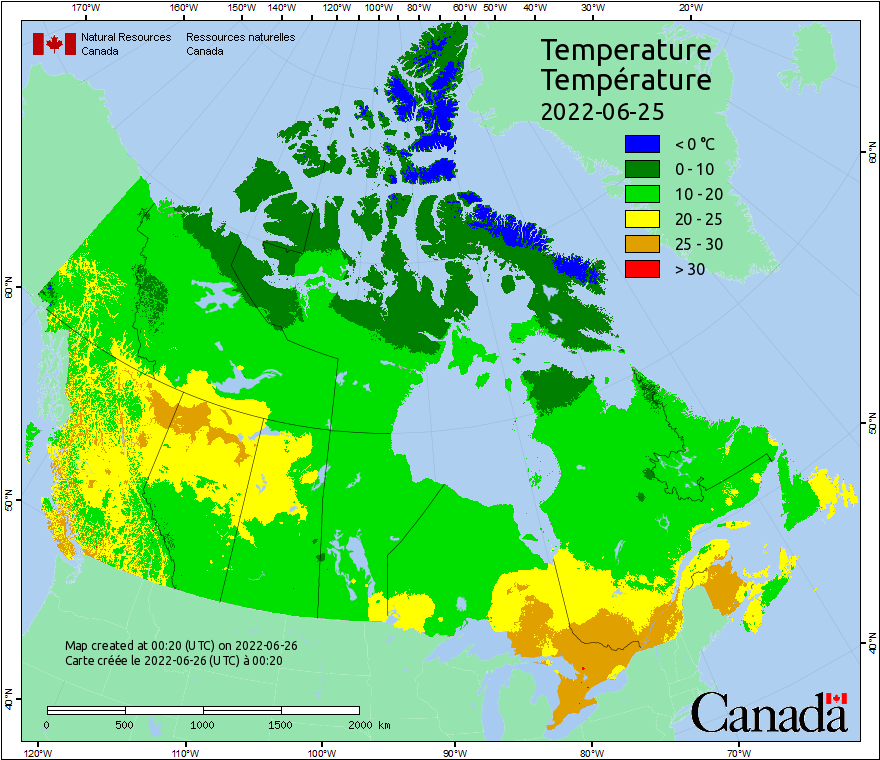 170°W 160°W 150°W 140°W 120°W 100°W 80°W 60°W 50°W 40°W 30°W 20°W
Natural Resources Ressources naturelles
Canada Canada
Temperature
Température
2022-06-25
< 0 °C
0 - 10
10 - 20
20 - 25
25 - 30
> 30
60°N
60°N
50°N
50°N
40°N
40°N
Map created at 00:20 (UTC) on 2022-06-26
Carte créée le 2022-06-26 (UTC) à 00:20
0 500 1000 1500 2000 km
Canada
120°W 110°W 100°W 90°W 80°W 70°W